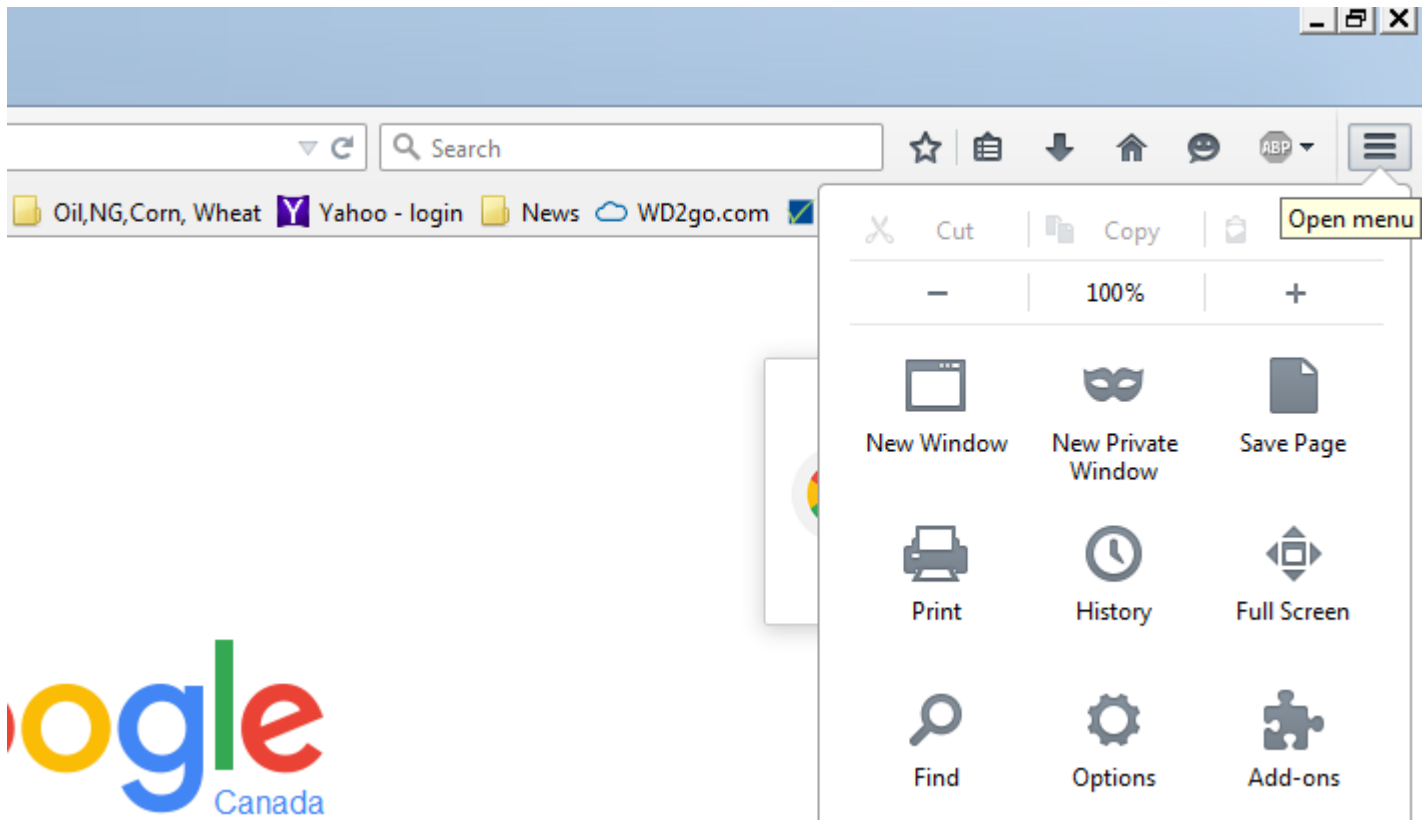 Search
ABP
Oil,NG,Corn, Wheat Yahoo - login News WD2go.com
Cut Copy Open menu
100%
New Window New Private Window Save Page
Print History Full Screen
ogle
Canada
Find Options Add-ons